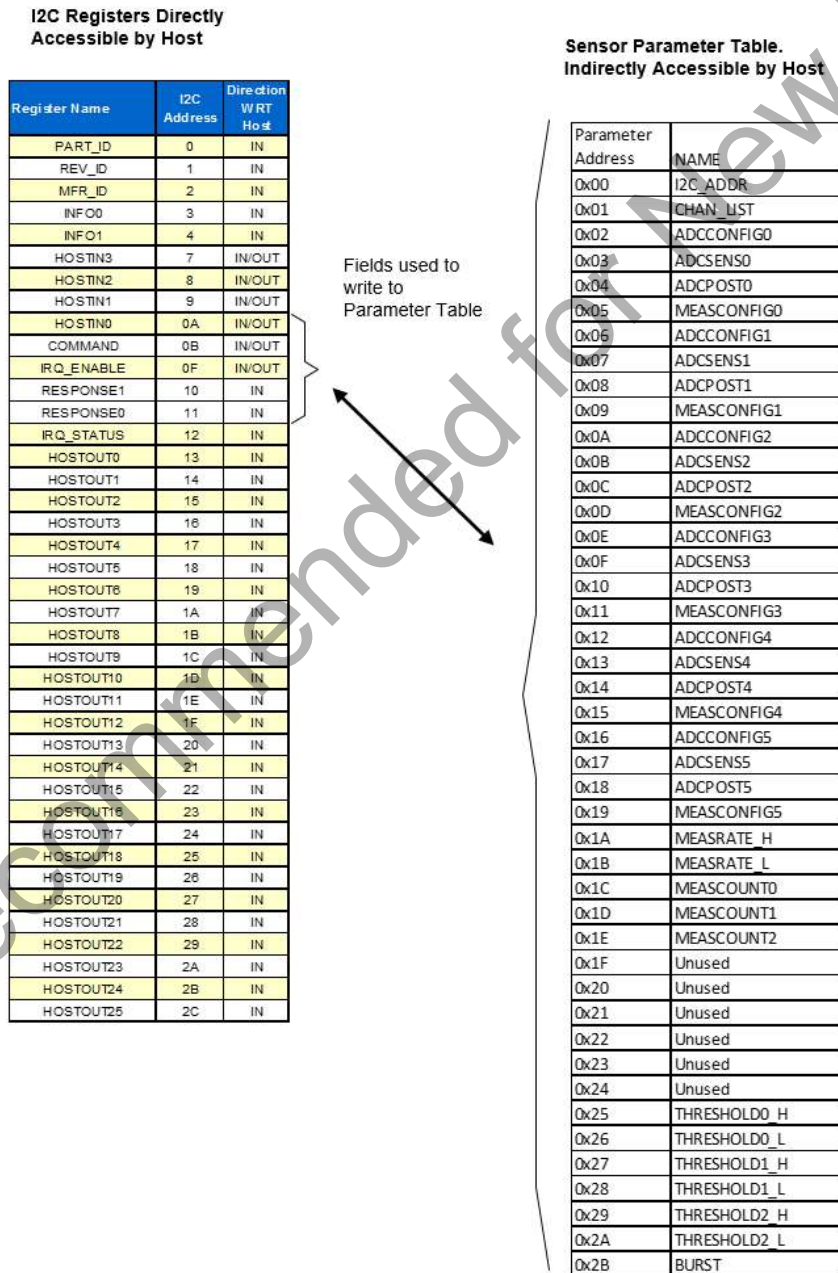 I2C Registers Directly
Accessible by Host
Register Name I2C Address Direction WRT Host
PART_ID 0 IN
REV_ID 1 IN
MFR_ID 2 IN
INFO0 3 IN
INFO1 4 IN
HOSTIN3 7 IN/OUT
HOSTIN2 8 IN/OUT
HOSTIN1 9 IN/OUT
HOSTIN0 0A IN/OUT
COMMAND 0B IN/OUT
IRQ_ENABLE 0F IN/OUT
RESPONSE1 10 IN
RESPONSE0 11 IN
IRQ_STATUS 12 IN
HOSTOUT0 13 IN
HOSTOUT1 14 IN
HOSTOUT2 15 IN
HOSTOUT3 16 IN
HOSTOUT4 17 IN
HOSTOUT5 18 IN
HOSTOUT6 19 IN
HOSTOUT7 1A IN
HOSTOUT8 1B IN
HOSTOUT9 1C IN
HOSTOUT10 1D IN
HOSTOUT11 1E IN
HOSTOUT12 1F IN
HOSTOUT13 20 IN
HOSTOUT14 21 IN
HOSTOUT15 22 IN
HOSTOUT16 23 IN
HOSTOUT17 24 IN
HOSTOUT18 25 IN
HOSTOUT19 26 IN
HOSTOUT20 27 IN
HOSTOUT21 28 IN
HOSTOUT22 29 IN
HOSTOUT23 2A IN
HOSTOUT24 2B IN
HOSTOUT25 2C IN
Fields used to
write to
Parameter Table
Sensor Parameter Table.
Indirectly Accessible by Host
Parameter
Address NAME
0x00 I2C_ADDR
0x01 CHAN_LIST
0x02 ADCCONFIG0
0x03 ADCSENS0
0x04 ADCPOST0
0x05 MEASCONFIG0
0x06 ADCCONFIG1
0x07 ADCSENS1
0x08 ADCPOST1
0x09 MEASCONFIG1
0x0A ADCCONFIG2
0x0B ADCSENS2
0x0C ADCPOST2
0x0D MEASCONFIG2
0x0E ADCCONFIG3
0x0F ADCSENS3
0x10 ADCPOST3
0x11 MEASCONFIG3
0x12 ADCCONFIG4
0x13 ADCSENS4
0x14 ADCPOST4
0x15 MEASCONFIG4
0x16 ADCCONFIG5
0x17 ADCSENS5
0x18 ADCPOST5
0x19 MEASCONFIG5
0x1A MEASRATE_H
0x1B MEASRATE_L
0x1C MEASCOUNT0
0x1D MEASCOUNT1
0x1E MEASCOUNT2
0x1F Unused
0x20 Unused
0x21 Unused
0x22 Unused
0x23 Unused
0x24 Unused
0x25 THRESHOLD0_H
0x26 THRESHOLD0_L
0x27 THRESHOLD1_H
0x28 THRESHOLD1_L
0x29 THRESHOLD2_H
0x2A THRESHOLD2_L
0x2B BURST
ecommended for New